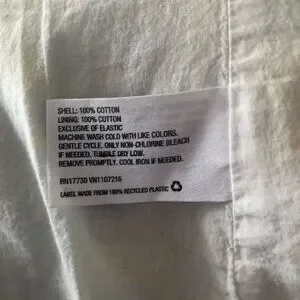 SHELL: 100% COTTON
LINING: 100% COTTON
EXCLUSIVE OF ELASTIC
MACHINE WASH COLD WITH LIKE COLORS.
GENTLE CYCLE. ONLY NON-CHLORINE BLEACH
IF NEEDED. TUMBLE DRY LOW.
REMOVE PROMPTLY. COOL IRON IF NEEDED.
RN17730 VN1107216
LABEL MADE FROM 100% RECYCLED PLASTIC